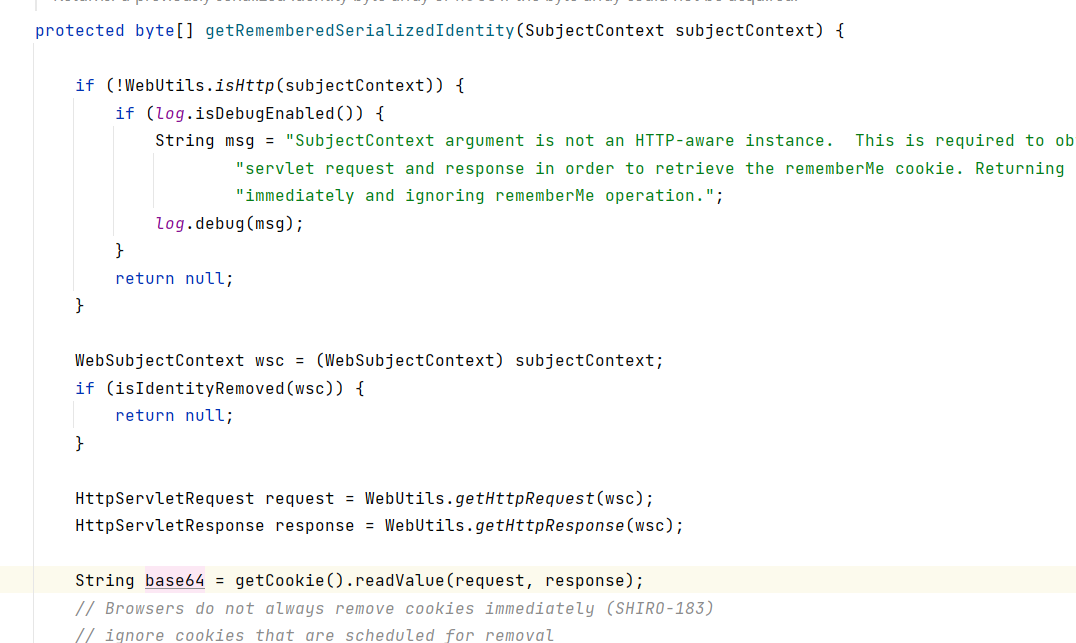 protected byte[] getRememberedSerializedIdentity(SubjectContext subjectContext) {
if (!WebUtils.isHttp(subjectContext)) {
if (log.isDebugEnabled()) {
String msg = "SubjectContext argument is not an HTTP-aware instance.  This is required to ob
"servlet request and response in order to retrieve the rememberMe cookie. Returning
"immediately and ignoring rememberMe operation.";
log.debug(msg);
}
return null;
}
WebSubjectContext wsc = (WebSubjectContext) subjectContext;
if (isIdentityRemoved(wsc)) {
return null;
}
HttpServletRequest request = WebUtils.getHttpRequest(wsc);
HttpServletResponse response = WebUtils.getHttpResponse(wsc);
String base64 = getCookie().readValue(request, response);
// Browsers do not always remove cookies immediately (SHIRO-183)
// ignore cookies that are scheduled for removal